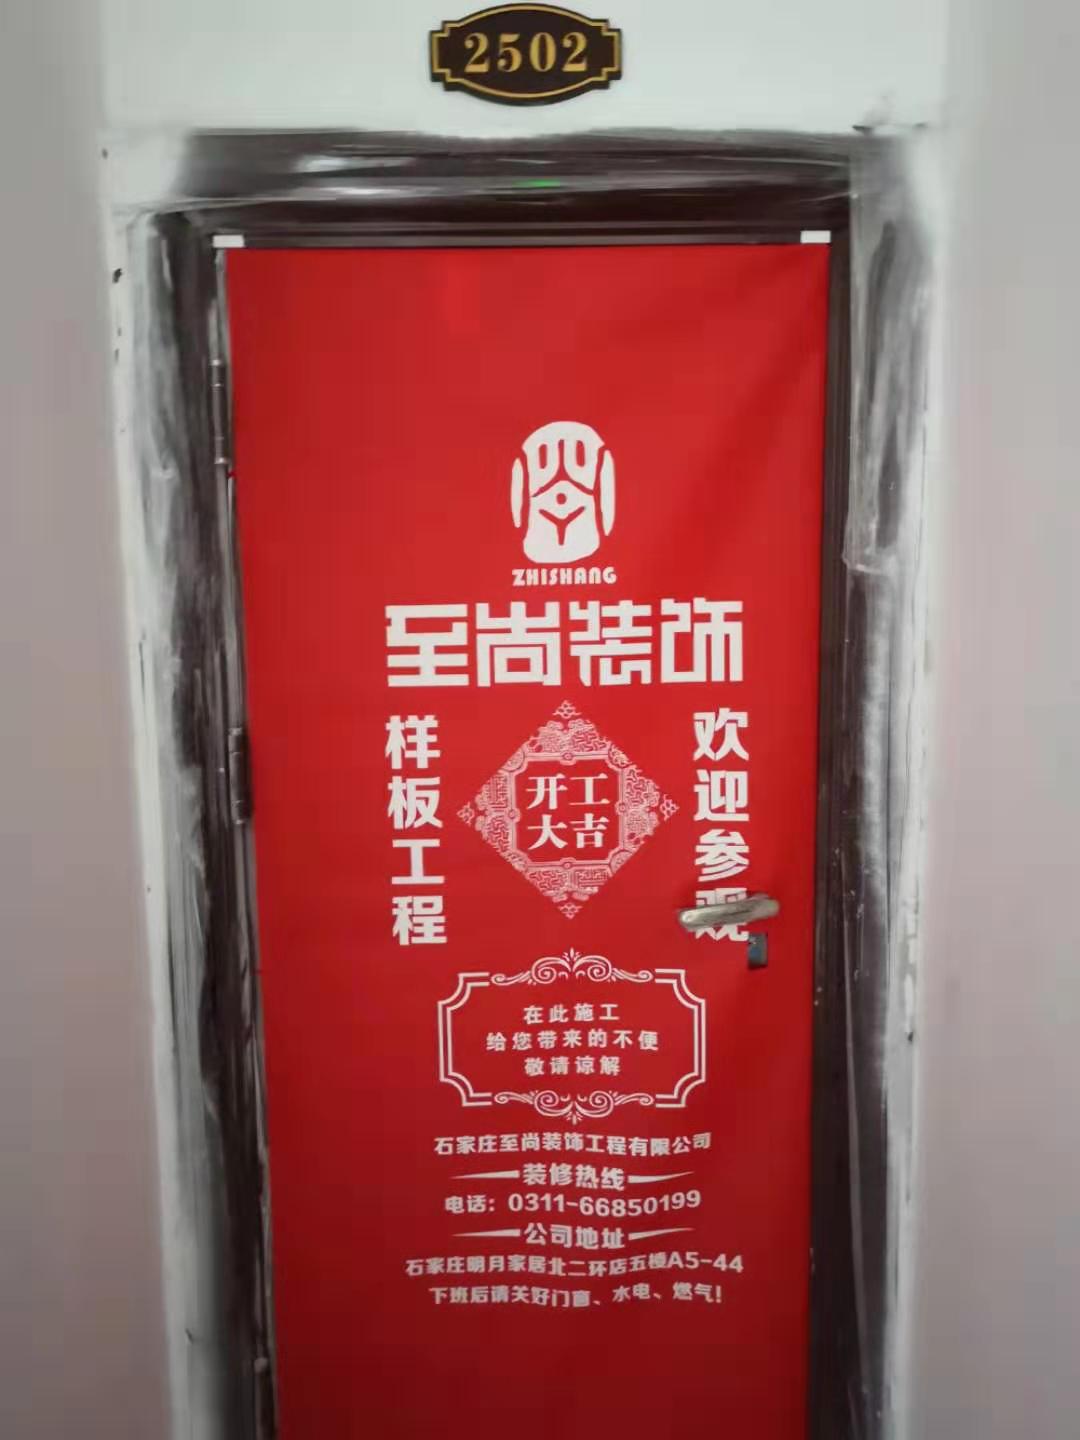 2502
ZHISHANG
至尚装饰
样板工程
开工
大吉
欢迎参观
在此施工
给您带来的不便
敬请谅解
石家庄至尚装饰工程有限公司
装修热线
电话：0311-66850199
公司地址
石家庄明月家居北二环店五楼A5-44
下班后请关好门窗、水电、燃气！